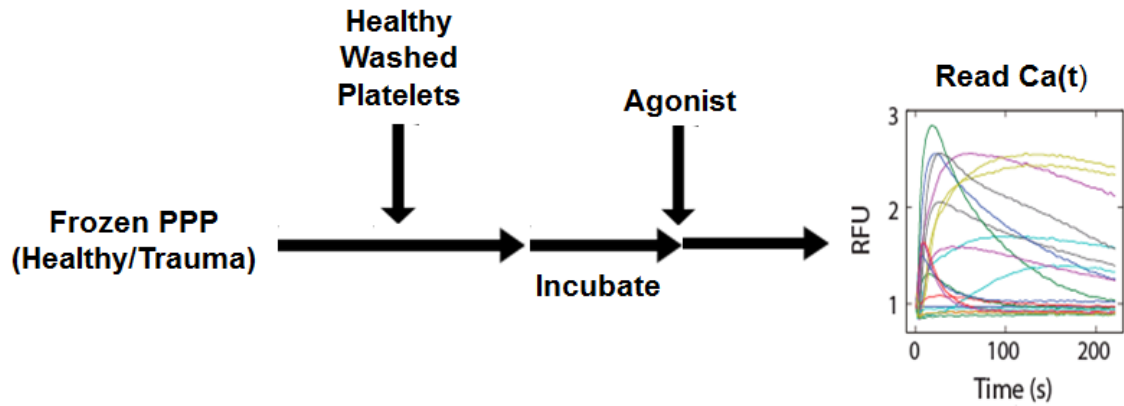 Healthy
Washed
Platelets
Agonist
Read Ca(t)
Frozen PPP
(Healthy/Trauma)
Incubate
3
2
1
RFU
0
100
200
Time (s)